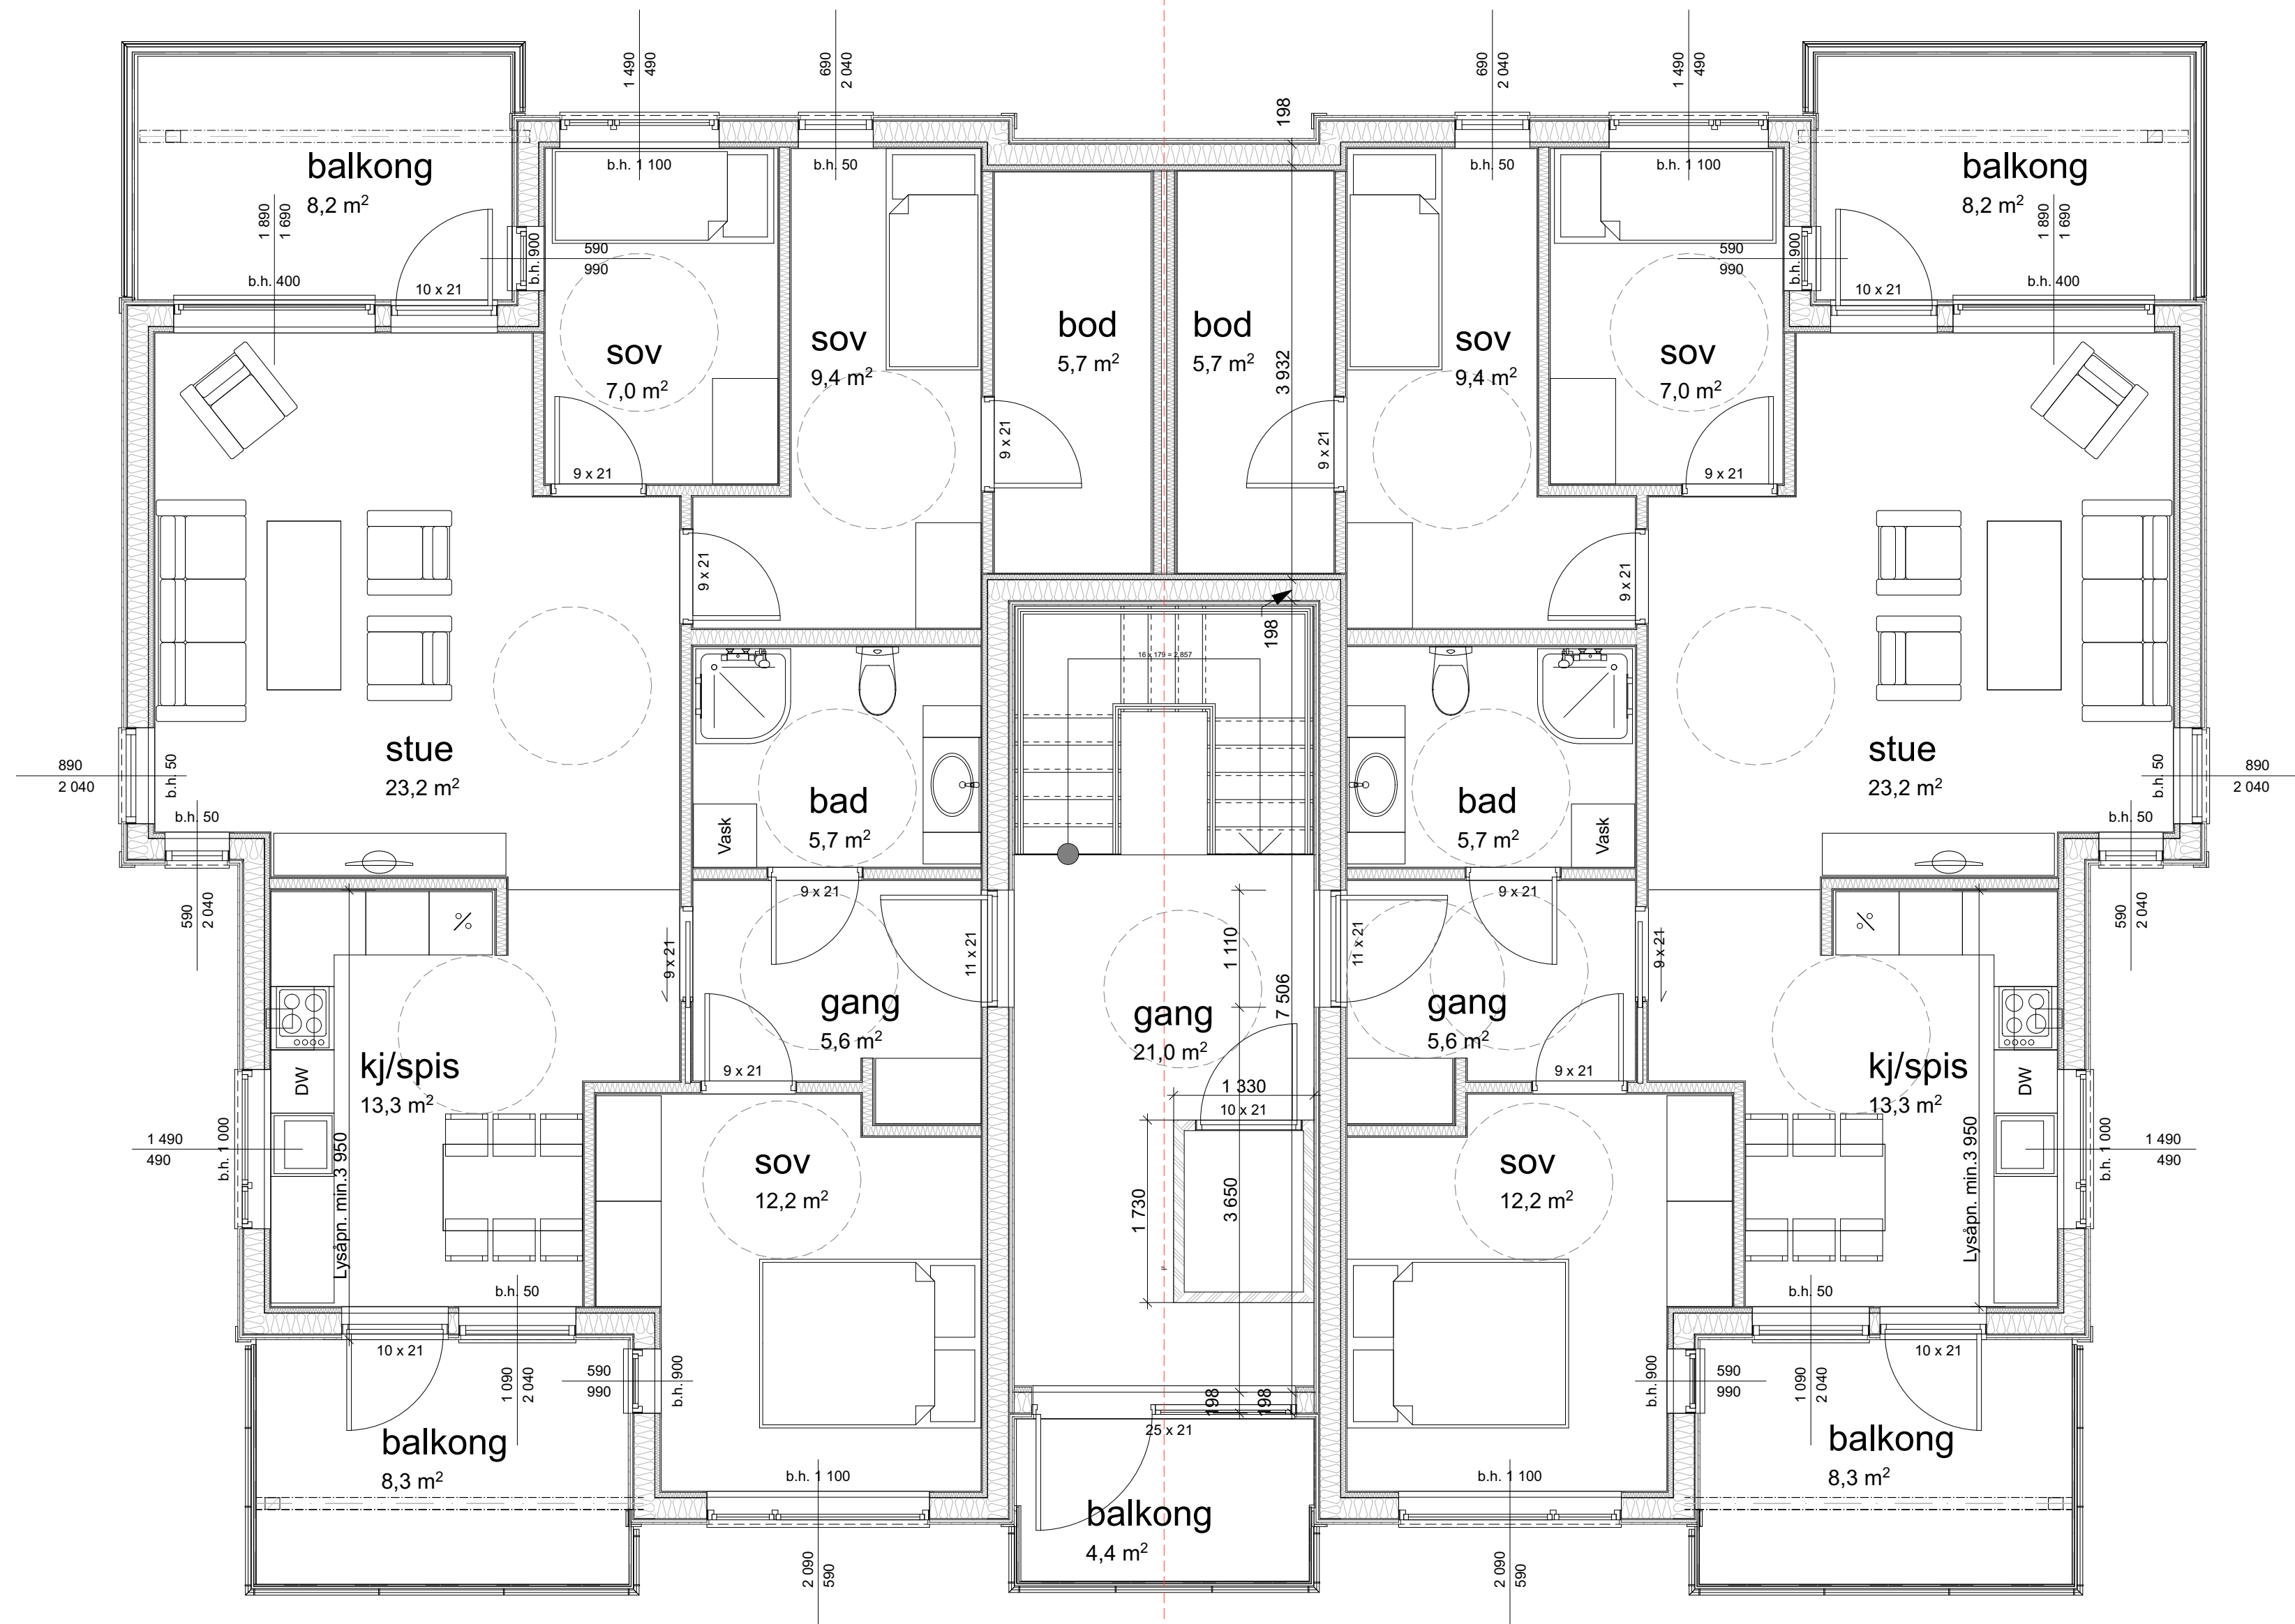 1 490
490
690
2 040
198
690
2 040
1 490
490
balkong
8,2 m²
b.h. 1 100
b.h. 50
b.h. 50
b.h. 1 100
balkong
8,2 m²
1 890
1 690
b.h. 900
590
990
590
990
b.h. 900
1 890
1 690
b.h. 400
10 x 21
10 x 21
b.h. 400
sov
7,0 m²
sov
9,4 m²
bod
5,7 m²
bod
5,7 m²
3 932
sov
9,4 m²
sov
7,0 m²
9 x 21
9 x 21
9 x 21
9 x 21
9 x 21
9 x 21
198
16 x 179 = 2 857
stue
23,2 m²
stue
23,2 m²
890
2 040
b.h. 50
b.h. 50
890
2 040
b.h. 50
b.h. 50
Vask
bad
5,7 m²
bad
5,7 m²
Vask
590
2 040
590
2 040
%
9 x 21
9 x 21
%
9 x 21
11 x 21
1 110
7 506
11 x 21
9 x 21
gang
5,6 m²
gang
21,0 m²
gang
5,6 m²
kj/spis
13,3 m²
DW
kj/spis
13,3 m²
DW
9 x 21
1 330
10 x 21
9 x 21
1 490
490
b.h. 1 000
Lysåpn. min.3 950
sov
12,2 m²
1 730
3 650
sov
12,2 m²
Lysåpn. min.3 950
b.h. 1 000
1 490
490
b.h. 50
b.h. 50
10 x 21
1 090
2 040
590
990
b.h. 900
198
198
25 x 21
b.h. 900
590
990
1 090
2 040
10 x 21
balkong
8,3 m²
b.h. 1 100
balkong
4,4 m²
b.h. 1 100
balkong
8,3 m²
2 090
590
2 090
590